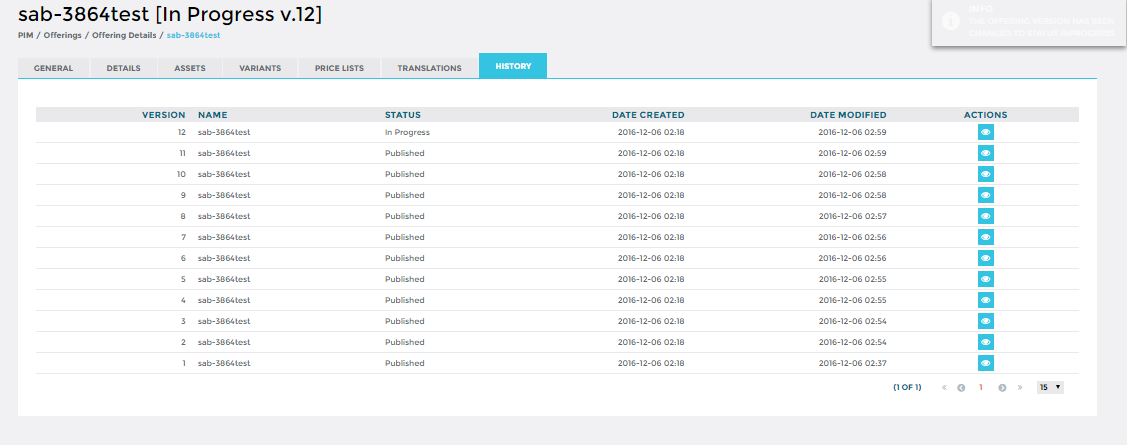 sab-3864test [In Progress v.12]
INFO
THE OFFERING VERSION HAS BEEN
CHANGED TO STATUS INPROGRESS
PIM / Offerings / Offering Details / sab-3864test
GENERAL DETAILS ASSETS VARIANTS PRICE LISTS TRANSLATIONS HISTORY
VERSION NAME STATUS DATE CREATED DATE MODIFIED ACTIONS
12 sab-3864test In Progress 2016-12-06 02:18 2016-12-06 02:59
11 sab-3864test Published 2016-12-06 02:18 2016-12-06 02:59
10 sab-3864test Published 2016-12-06 02:18 2016-12-06 02:58
9 sab-3864test Published 2016-12-06 02:18 2016-12-06 02:58
8 sab-3864test Published 2016-12-06 02:18 2016-12-06 02:57
7 sab-3864test Published 2016-12-06 02:18 2016-12-06 02:56
6 sab-3864test Published 2016-12-06 02:18 2016-12-06 02:56
5 sab-3864test Published 2016-12-06 02:18 2016-12-06 02:55
4 sab-3864test Published 2016-12-06 02:18 2016-12-06 02:55
3 sab-3864test Published 2016-12-06 02:18 2016-12-06 02:54
2 sab-3864test Published 2016-12-06 02:18 2016-12-06 02:54
1 sab-3864test Published 2016-12-06 02:18 2016-12-06 02:37
(1 OF 1) « 1 » 15